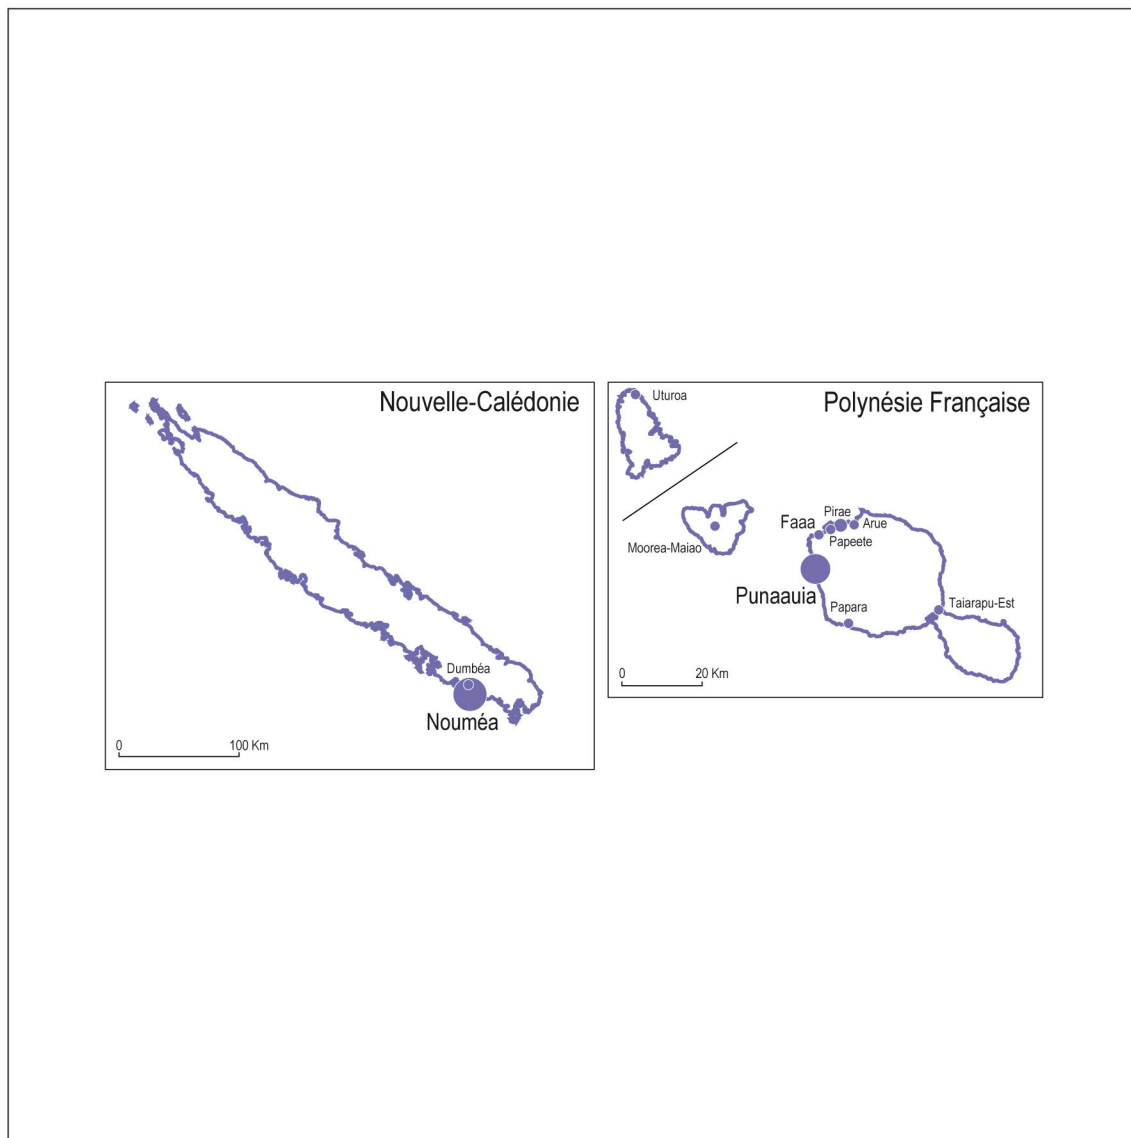 Nouvelle-Calédonie
Dumbéa
Nouméa
0 100 Km
Polynésie Française
Uturoa
Moorea-Maiao
Pirae
Faaa
Arue
Papeete
Punaauia
Papara
Taiarapu-Est
0 20 Km